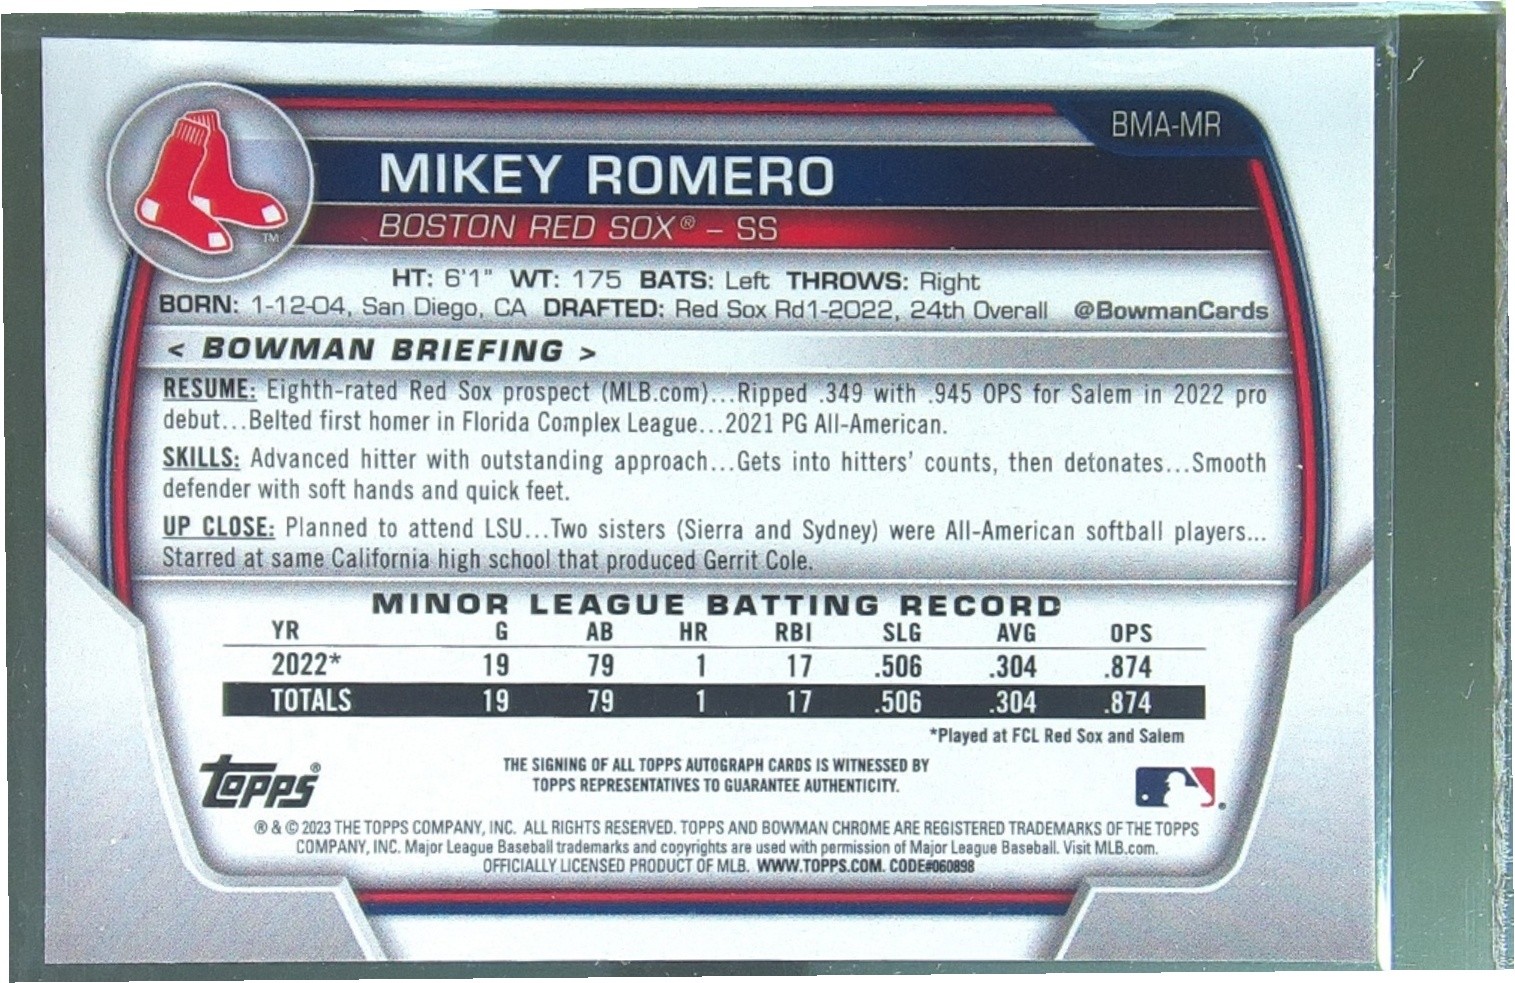 BMA-MR
MIKEY ROMERO
BOSTON RED SOX® – SS
TM
HT: 6'1" WT: 175 BATS: Left THROWS: Right
BORN: 1-12-04, San Diego, CA DRAFTED: Red Sox Rd1-2022, 24th Overall @BowmanCards
< BOWMAN BRIEFING >
RESUME: Eighth-rated Red Sox prospect (MLB.com)...Ripped .349 with .945 OPS for Salem in 2022 pro
debut...Belted first homer in Florida Complex League...2021 PG All-American.
SKILLS: Advanced hitter with outstanding approach...Gets into hitters' counts, then detonates...Smooth
defender with soft hands and quick feet.
UP CLOSE: Planned to attend LSU...Two sisters (Sierra and Sydney) were All-American softball players...
Starred at same California high school that produced Gerrit Cole.
MINOR LEAGUE BATTING RECORD
YR G AB HR RBI SLG AVG OPS
2022* 19 79 1 17 .506 .304 .874
TOTALS 19 79 1 17 .506 .304 .874
*Played at FCL Red Sox and Salem
THE SIGNING OF ALL TOPPS AUTOGRAPH CARDS IS WITNESSED BY
TOPPS REPRESENTATIVES TO GUARANTEE AUTHENTICITY.
Topps®
® & © 2023 THE TOPPS COMPANY, INC. ALL RIGHTS RESERVED. TOPPS AND BOWMAN CHROME ARE REGISTERED TRADEMARKS OF THE TOPPS
COMPANY, INC. Major League Baseball trademarks and copyrights are used with permission of Major League Baseball. Visit MLB.com.
OFFICIALLY LICENSED PRODUCT OF MLB. WWW.TOPPS.COM. CODE#060898